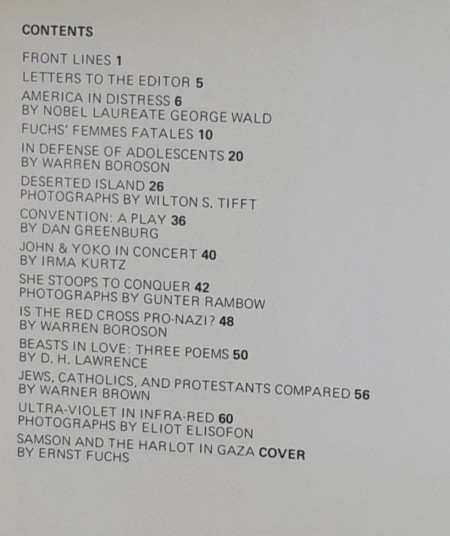 CONTENTS
FRONT LINES 1
LETTERS TO THE EDITOR 5
AMERICA IN DISTRESS 6
BY NOBEL LAUREATE GEORGE WALD
FUCHS' FEMMES FATALES 10
IN DEFENSE OF ADOLESCENTS 20
BY WARREN BOROSON
DESERTED ISLAND 26
PHOTOGRAPHS BY WILTON S. TIFFT
CONVENTION: A PLAY 36
BY DAN GREENBURG
JOHN & YOKO IN CONCERT 40
BY IRMA KURTZ
SHE STOOPS TO CONQUER 42
PHOTOGRAPHS BY GUNTER RAMBOW
IS THE RED CROSS PRO-NAZI? 48
BY WARREN BOROSON
BEASTS IN LOVE: THREE POEMS 50
BY D. H. LAWRENCE
JEWS, CATHOLICS, AND PROTESTANTS COMPARED 56
BY WARNER BROWN
ULTRA-VIOLET IN INFRA-RED 60
PHOTOGRAPHS BY ELIOT ELISOFON
SAMSON AND THE HARLOT IN GAZA COVER
BY ERNST FUCHS